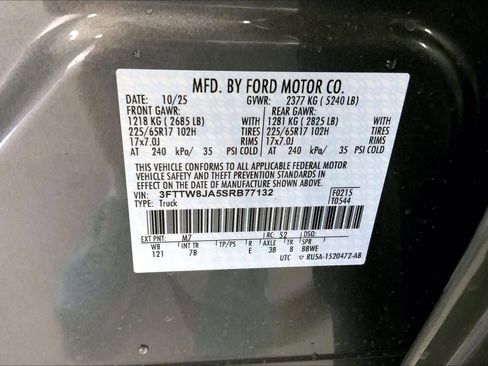 MFD. BY FORD MOTOR CO.
DATE: 10/25 GVWR: 2377 KG ( 5240 LB)
FRONT GAWR: REAR GAWR:
1218 KG ( 2685 LB) 1281 KG ( 2825 LB)
225/65R17 102H TIRES 225/65R17 102H TIRES
17x7.0J RIMS 17x7.0J RIMS
AT 240 kPa/ 35 PSI COLD AT 240 kPa/ 35 PSI COLD
THIS VEHICLE CONFORMS TO ALL APPLICABLE FEDERAL MOTOR
VEHICLE SAFETY AND THEFT PREVENTION STANDARDS IN
EFFECT ON THE DATE OF MANUFACTURE SHOWN ABOVE.
VIN: 3FTTW8JA5SRB77132 F0215
TYPE: Truck T0544
EXT PNT: M7 RC: 52 DSO:
WB INT TR TP/PS R AXLE TR SPR
121 7B E 38 B BBWE
UTC RU5A-1520472-AB